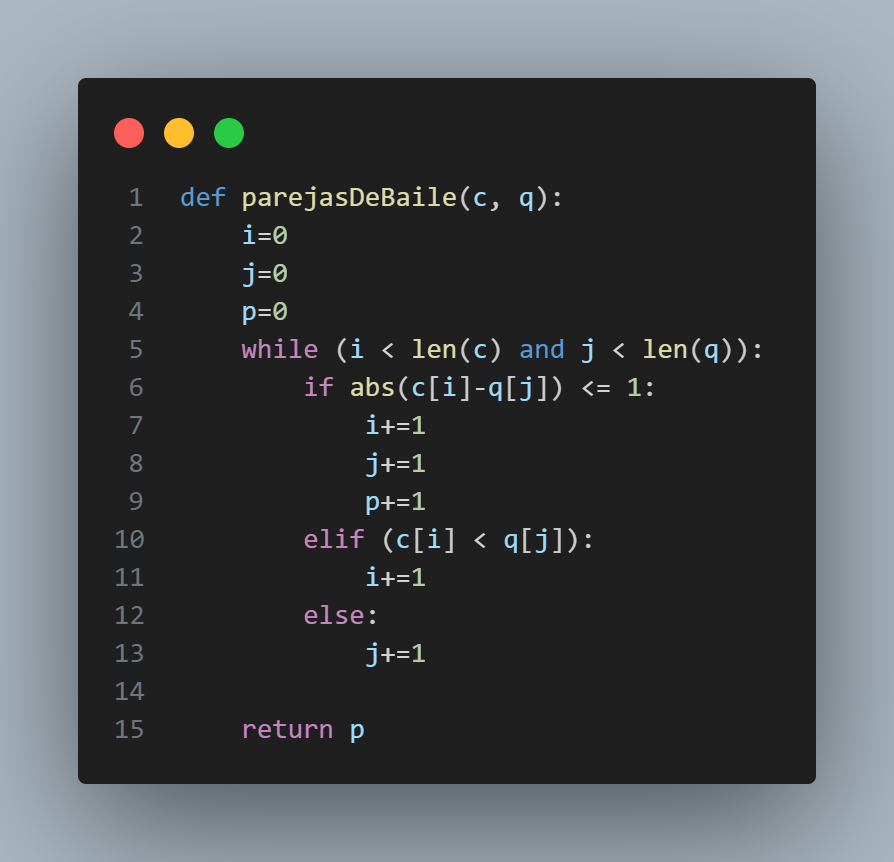 1 def parejasDeBaile(c, q):
2     i=0
3     j=0
4     p=0
5     while (i < len(c) and j < len(q)):
6         if abs(c[i]-q[j]) <= 1:
7             i+=1
8             j+=1
9             p+=1
10         elif (c[i] < q[j]):
11             i+=1
12         else:
13             j+=1
14
15     return p